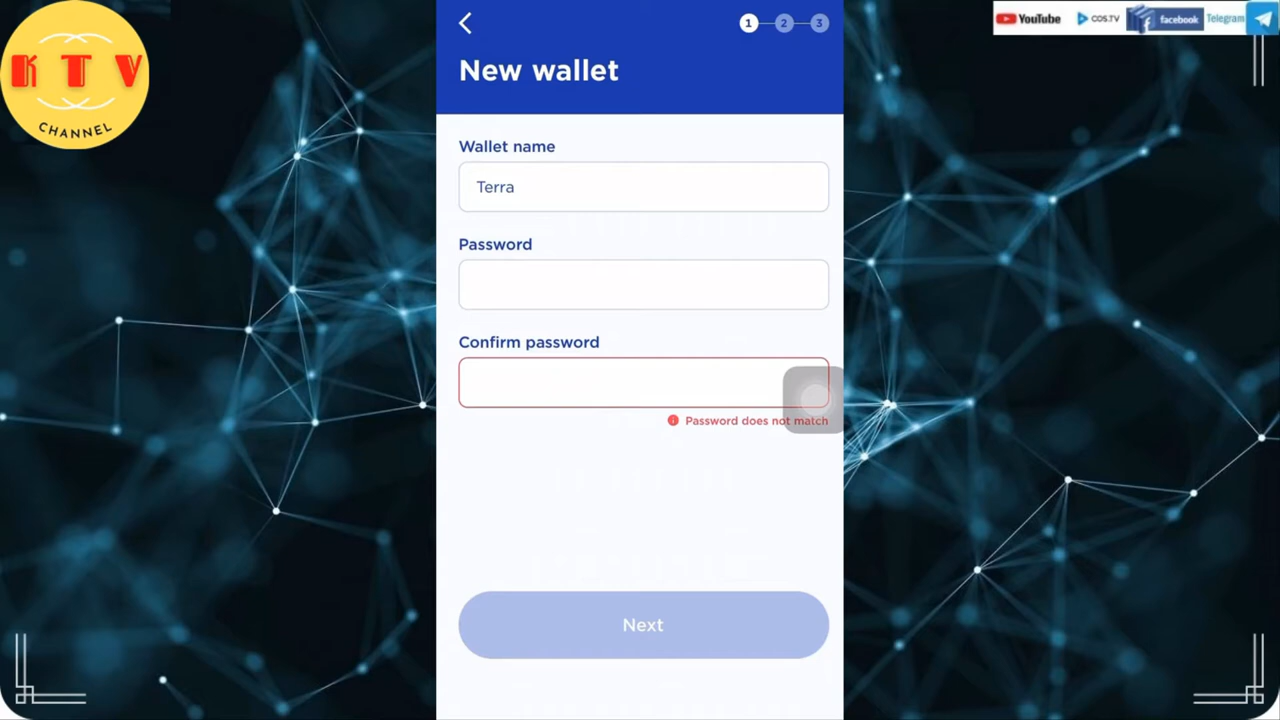 K T V
CHANNEL
1 2 3
New wallet
Wallet name
Terra
Password
Confirm password
Password does not match
Next
YouTube COS.TV facebook Telegram